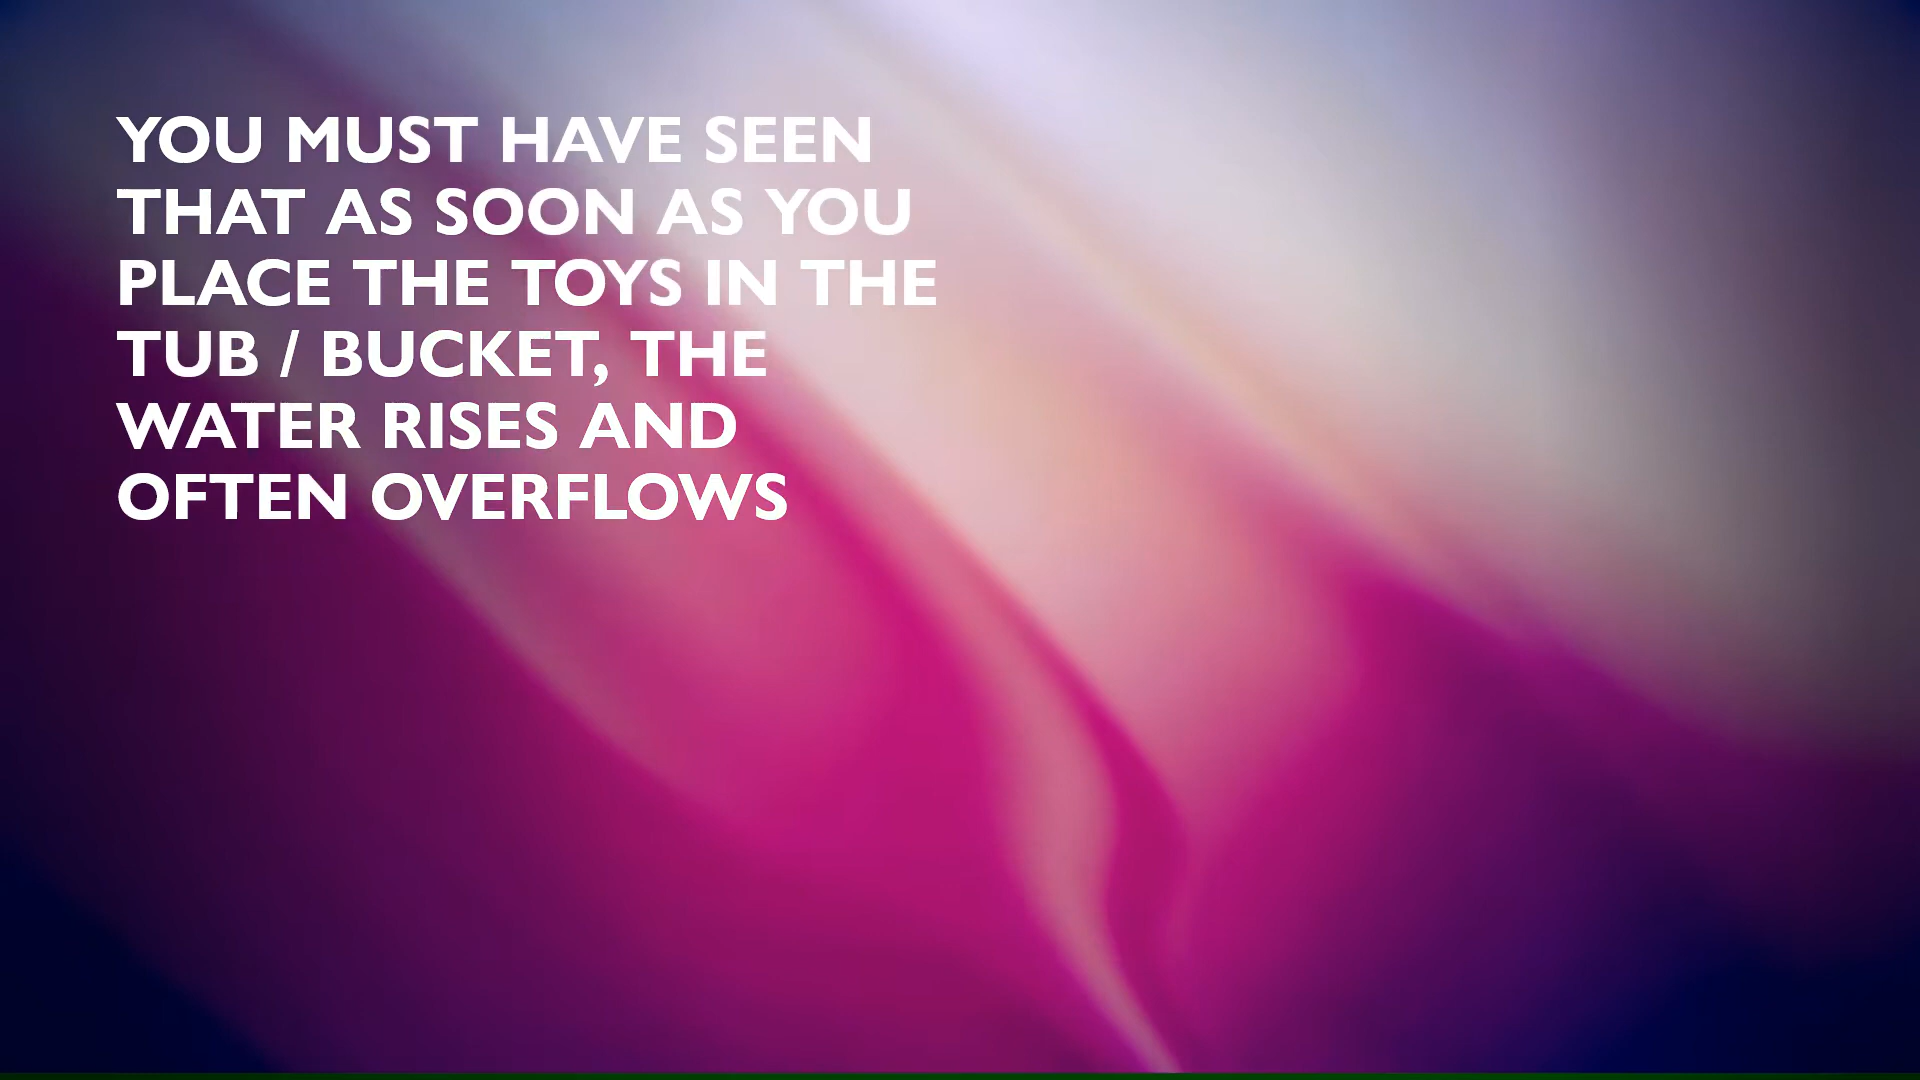 YOU MUST HAVE SEEN
THAT AS SOON AS YOU
PLACE THE TOYS IN THE
TUB / BUCKET, THE
WATER RISES AND
OFTEN OVERFLOWS